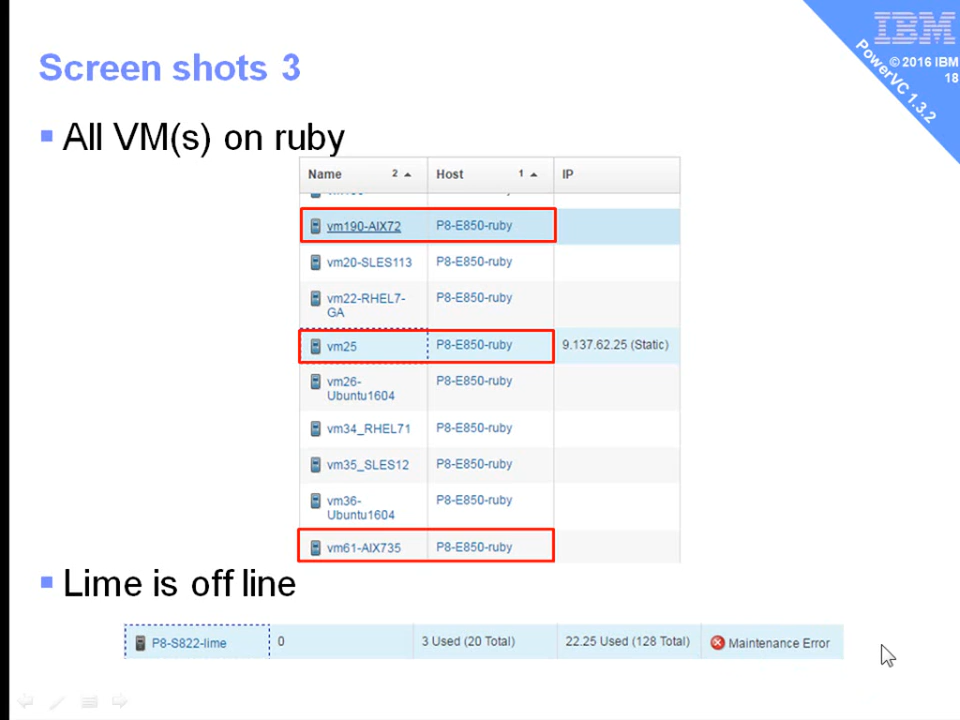 Screen shots 3
IBM
© 2016 IBM
18
PowerVC 1.3.2
All VM(s) on ruby
Name 2 Host 1 IP
vm190-AIX72 P8-E850-ruby
vm20-SLES113 P8-E850-ruby
vm22-RHEL7- P8-E850-ruby
GA
vm25 P8-E850-ruby 9.137.62.25 (Static)
vm26- P8-E850-ruby
Ubuntu1604
vm34_RHEL71 P8-E850-ruby
vm35_SLES12 P8-E850-ruby
vm36- P8-E850-ruby
Ubuntu1604
vm61-AIX735 P8-E850-ruby
Lime is off line
P8-S822-lime 0 3 Used (20 Total) 22.25 Used (128 Total) Maintenance Error